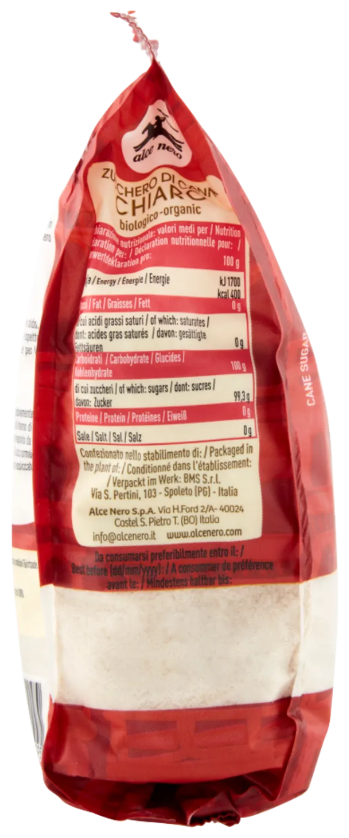 alce nero
ZUCCHERO DI CANNA
CHIARO
biologico-organic
nutrizionale: valori medi per / Nutrition
per: / Déclaration nutritionnelle pour: /
pro:
100 g
/ Energy / Energie / Energie
kJ 1700
kcal 400
/ Fat / Graisses / Fett
0 g
di cui acidi grassi saturi / of which: saturates /
dont: acides gras saturés / davon: gesättigte
Fettsäuren
0 g
Carboidrati / Carbohydrate / Glucides /
Kohlenhydrate
100 g
di cui zuccheri / of which: sugars / dont: sucres /
davon: Zucker
99,3 g
Proteine / Protein / Protéines / Eiweiß
0 g
Sale / Salt / Sel / Salz
0 g
Confezionato nello stabilimento di: / Packaged in
the plant of: / Conditionné dans l'établissement:
/ Verpackt im Werk: BMS S.r.l.
Via S. Pertini, 103 - Spoleto (PG) - Italia
Alce Nero S.p.A. Via H.Ford 2/A- 40024
Castel S. Pietro T. (BO) Italia
info@alcenero.it www.alcenero.com
Da consumarsi preferibilmente entro il: /
Best before (dd/mm/yyyy): / A consommer de préférence
avant le: / Mindestens haltbar bis:
CANE SUGAR